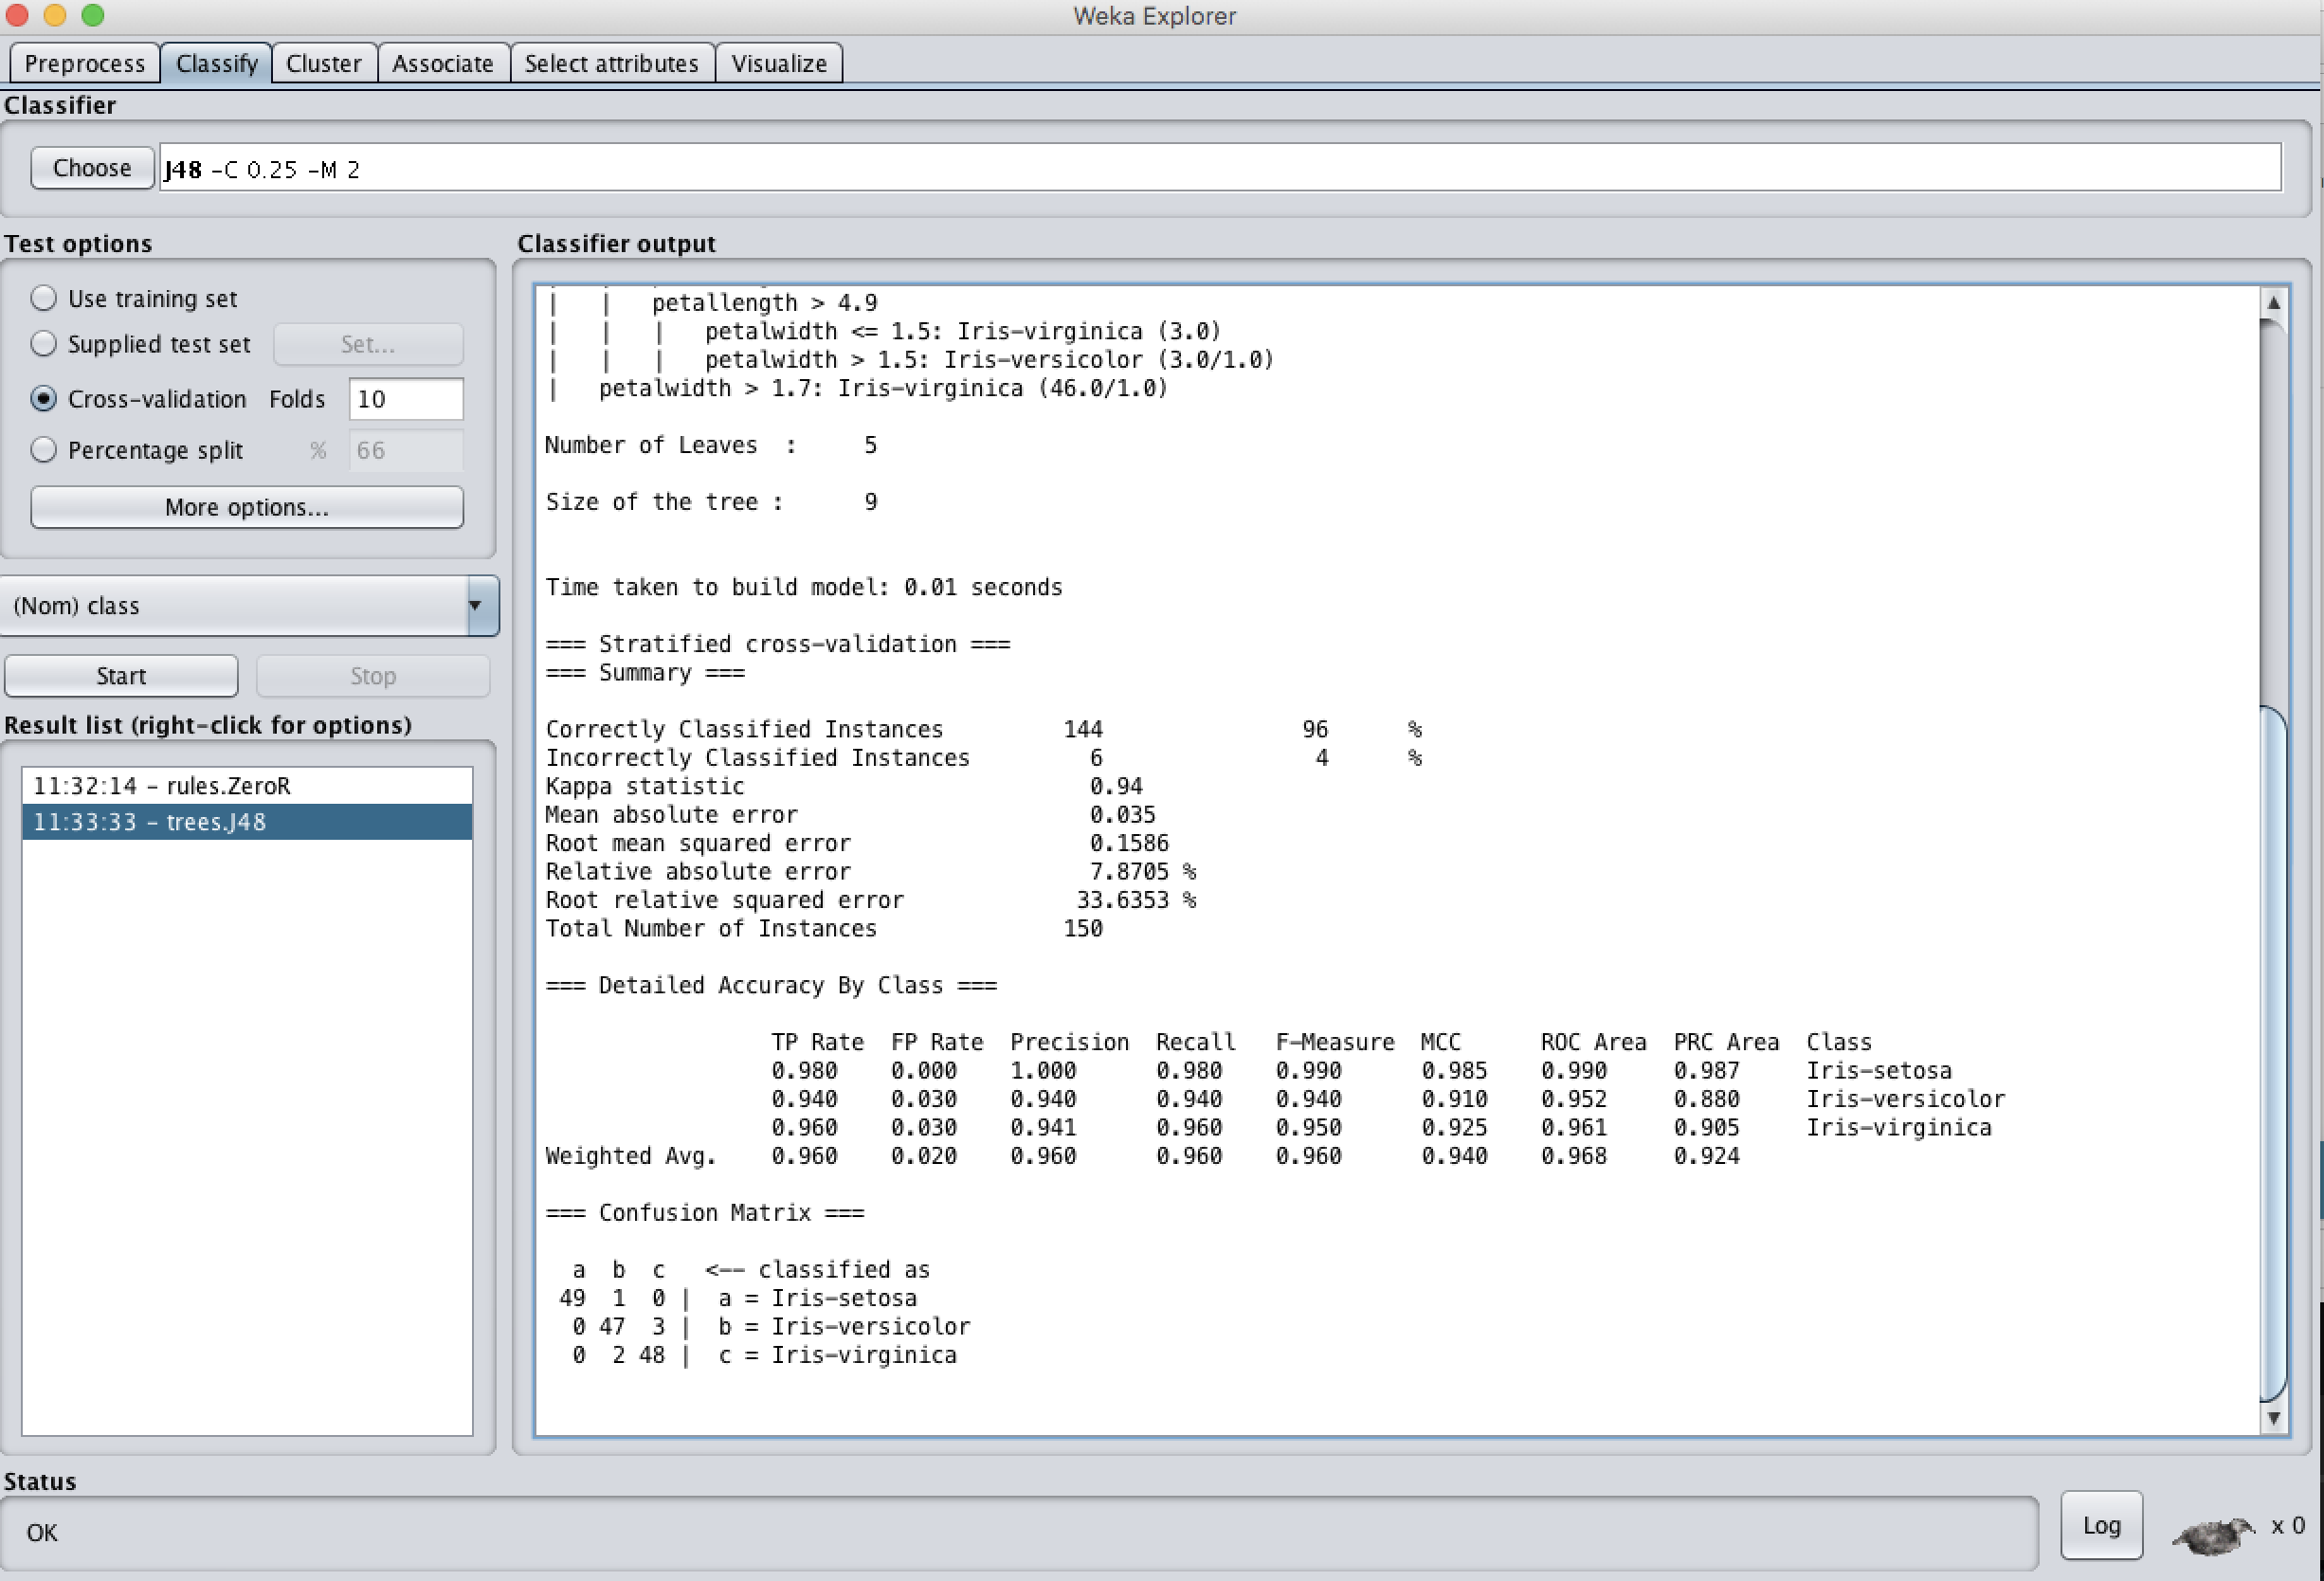 Weka Explorer
Preprocess Classify Cluster Associate Select attributes Visualize
Classifier
Choose J48 -C 0.25 -M 2
Test options
Use training set
Supplied test set Set...
Cross-validation Folds 10
Percentage split % 66
More options...
(Nom) class
Start Stop
Result list (right-click for options)
11:32:14 - rules.ZeroR
11:33:33 - trees.J48
Classifier output
| | petallength > 4.9
| | | petalwidth <= 1.5: Iris-virginica (3.0)
| | | petalwidth > 1.5: Iris-versicolor (3.0/1.0)
| petalwidth > 1.7: Iris-virginica (46.0/1.0)
Number of Leaves : 5
Size of the tree : 9
Time taken to build model: 0.01 seconds
=== Stratified cross-validation ===
=== Summary ===
Correctly Classified Instances 144 96 %
Incorrectly Classified Instances 6 4 %
Kappa statistic 0.94
Mean absolute error 0.035
Root mean squared error 0.1586
Relative absolute error 7.8705 %
Root relative squared error 33.6353 %
Total Number of Instances 150
=== Detailed Accuracy By Class ===
TP Rate FP Rate Precision Recall F-Measure MCC ROC Area PRC Area Class
0.980 0.000 1.000 0.980 0.990 0.985 0.990 0.987 Iris-setosa
0.940 0.030 0.940 0.940 0.940 0.910 0.952 0.880 Iris-versicolor
0.960 0.030 0.941 0.960 0.950 0.925 0.961 0.905 Iris-virginica
Weighted Avg. 0.960 0.020 0.960 0.960 0.960 0.940 0.968 0.924
=== Confusion Matrix ===
a b c <-- classified as
49 1 0 | a = Iris-setosa
0 47 3 | b = Iris-versicolor
0 2 48 | c = Iris-virginica
Status
OK
Log x 0